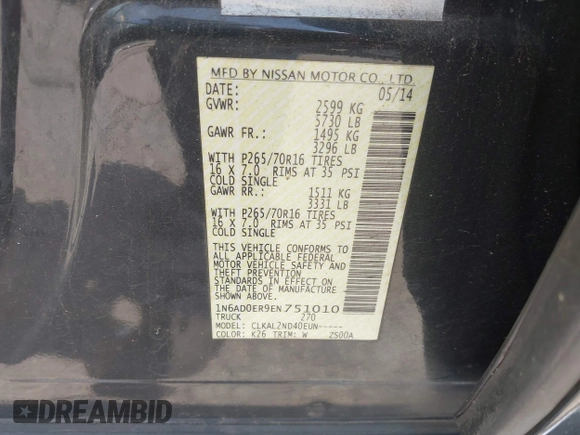 MFD BY NISSAN MOTOR CO., LTD.
DATE: 05/14
GVWR: 2599 KG
5730 LB
GAWR FR.: 1495 KG
3296 LB
WITH P265/70R16 TIRES
16 X 7.0 RIMS AT 35 PSI
COLD SINGLE
GAWR RR.: 1511 KG
3331 LB
WITH P265/70R16 TIRES
16 X 7.0 RIMS AT 35 PSI
COLD SINGLE
THIS VEHICLE CONFORMS TO
ALL APPLICABLE FEDERAL
MOTOR VEHICLE SAFETY AND
THEFT PREVENTION
STANDARDS IN EFFECT ON
THE DATE OF MANUFACTURE
SHOWN ABOVE.
1N6AD0ER9EN751010
TRUCK 270
MODEL: CLKAL2ND40EUN-----
COLOR: K26 TRIM: W 2500A
DREAMBID